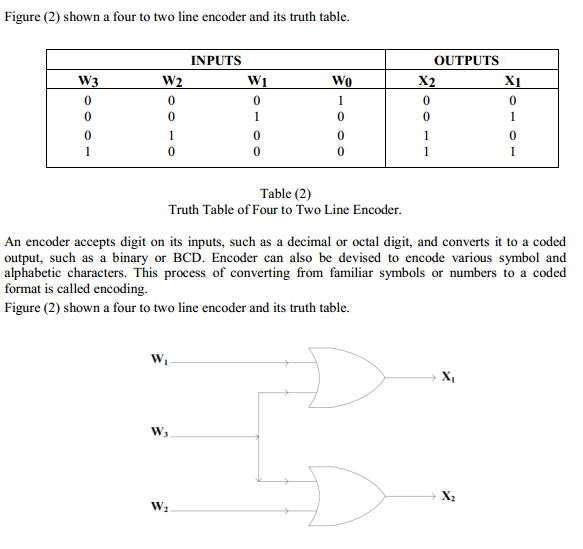 Figure (2) shown a four to two line encoder and its truth table.
INPUTS OUTPUTS
W3 W2 W1 W0 X2 X1
0 0 0 1 0 0
0 0 1 0 0 1
0 1 0 0 1 0
1 0 0 0 1 1
Table (2)
Truth Table of Four to Two Line Encoder.
An encoder accepts digit on its inputs, such as a decimal or octal digit, and converts it to a coded
output, such as a binary or BCD. Encoder can also be devised to encode various symbol and
alphabetic characters. This process of converting from familiar symbols or numbers to a coded
format is called encoding.
Figure (2) shown a four to two line encoder and its truth table.
W1
X1
W3
X2
W2